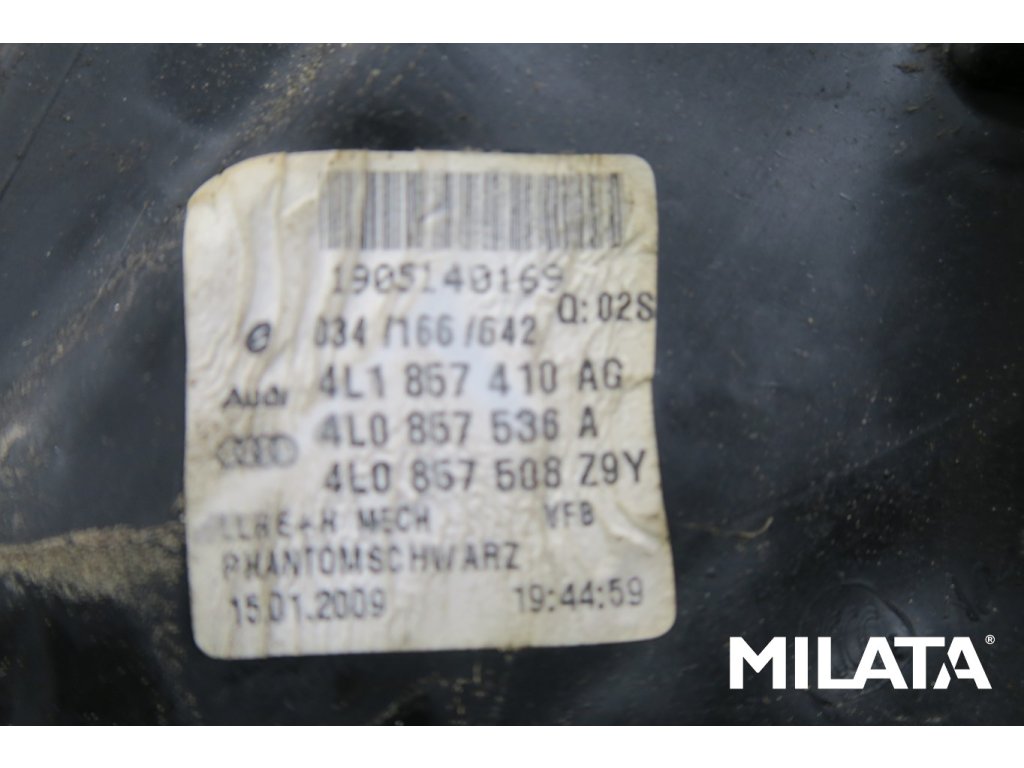 1905140169
Q:02S
e 034 /166 /642
Audi 4L1 857 410 AG
4L0 857 536 A
4L0 857 508 Z9Y
MECH VFB
PHANTOMSCHWARZ
15.01.2009 19:44:59
MILATA®